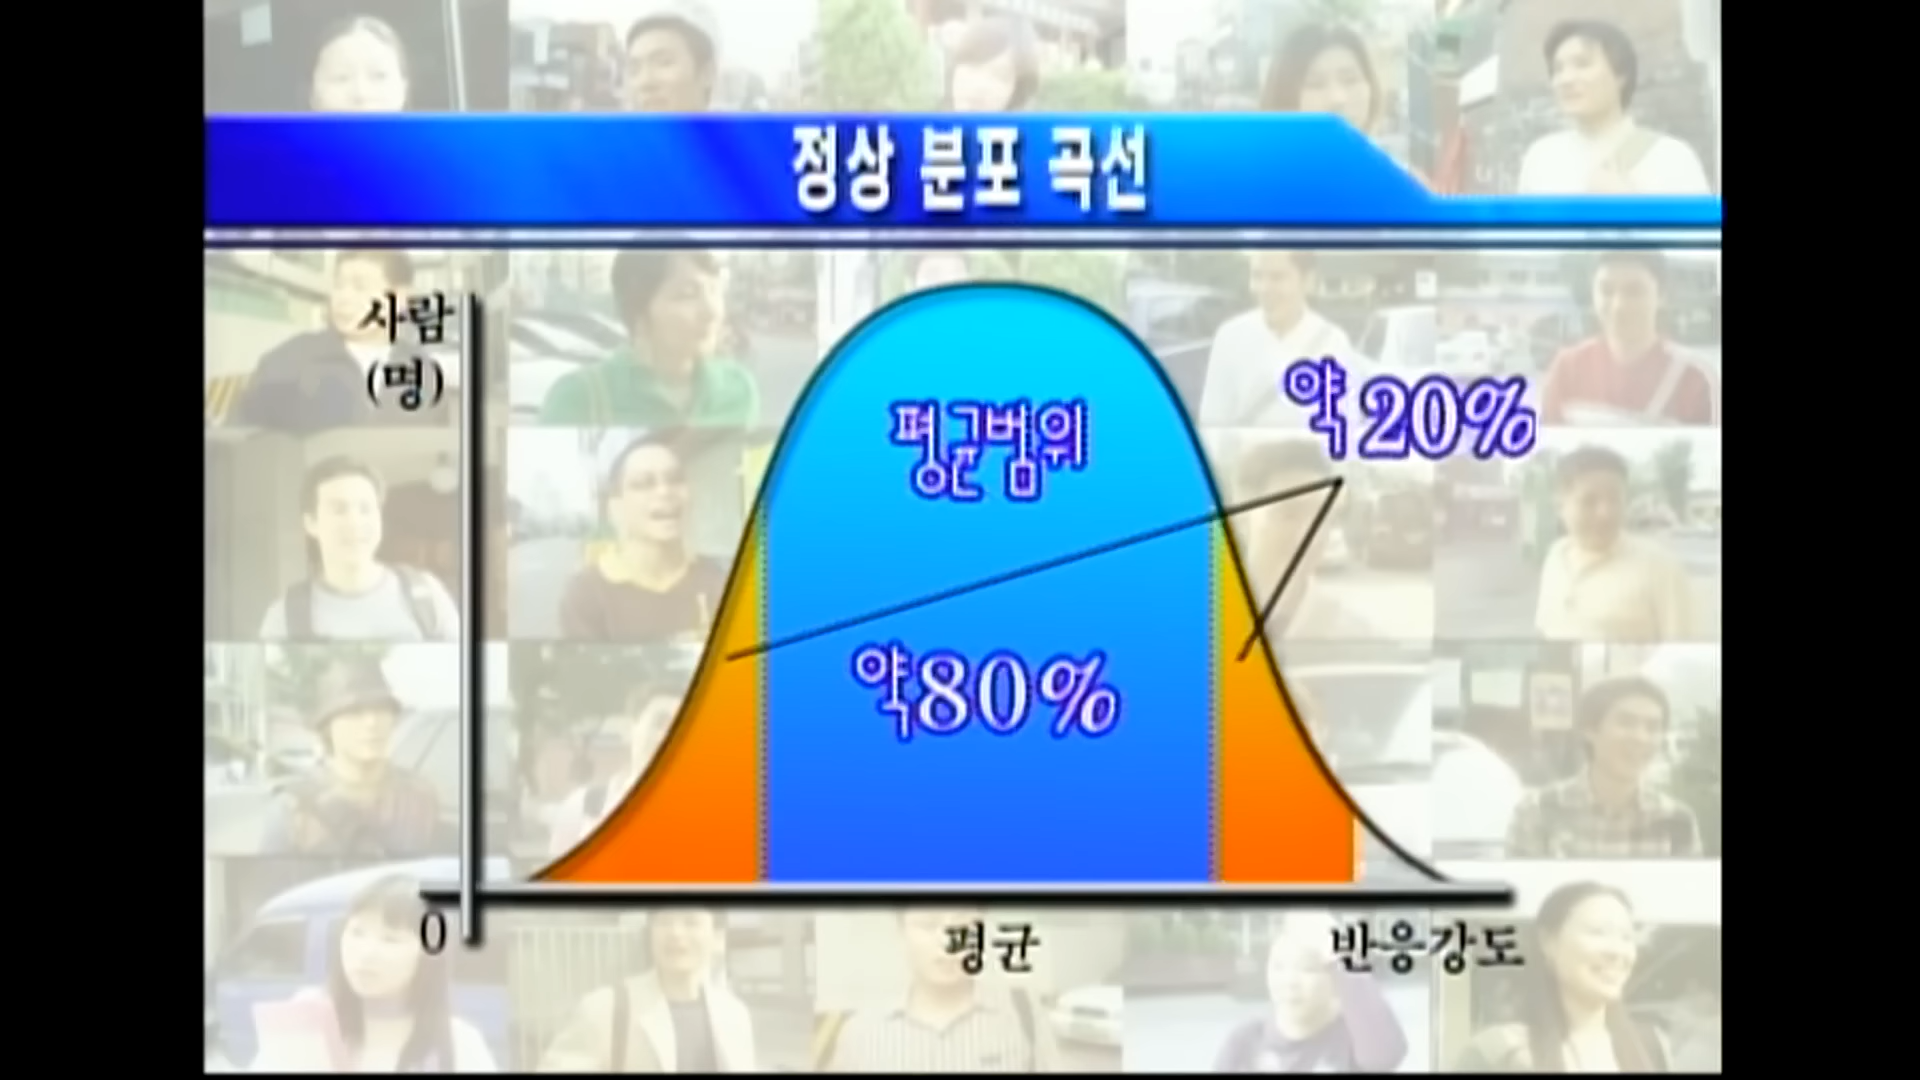 정상 분포 곡선
사람
(명)
평균범위
약 20%
약80%
0
평균
반응강도